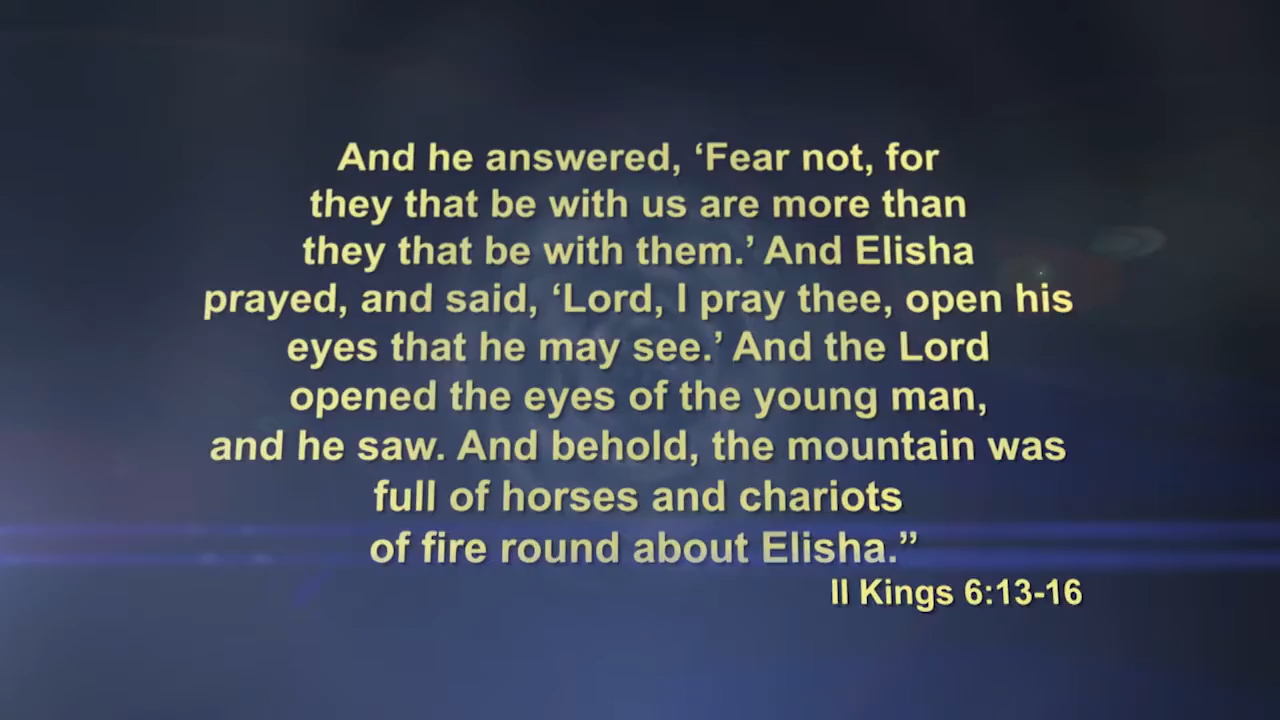 And he answered, ‘Fear not, for
they that be with us are more than
they that be with them.’ And Elisha
prayed, and said, ‘Lord, I pray thee, open his
eyes that he may see.’ And the Lord
opened the eyes of the young man,
and he saw. And behold, the mountain was
full of horses and chariots
of fire round about Elisha.”
II Kings 6:13-16